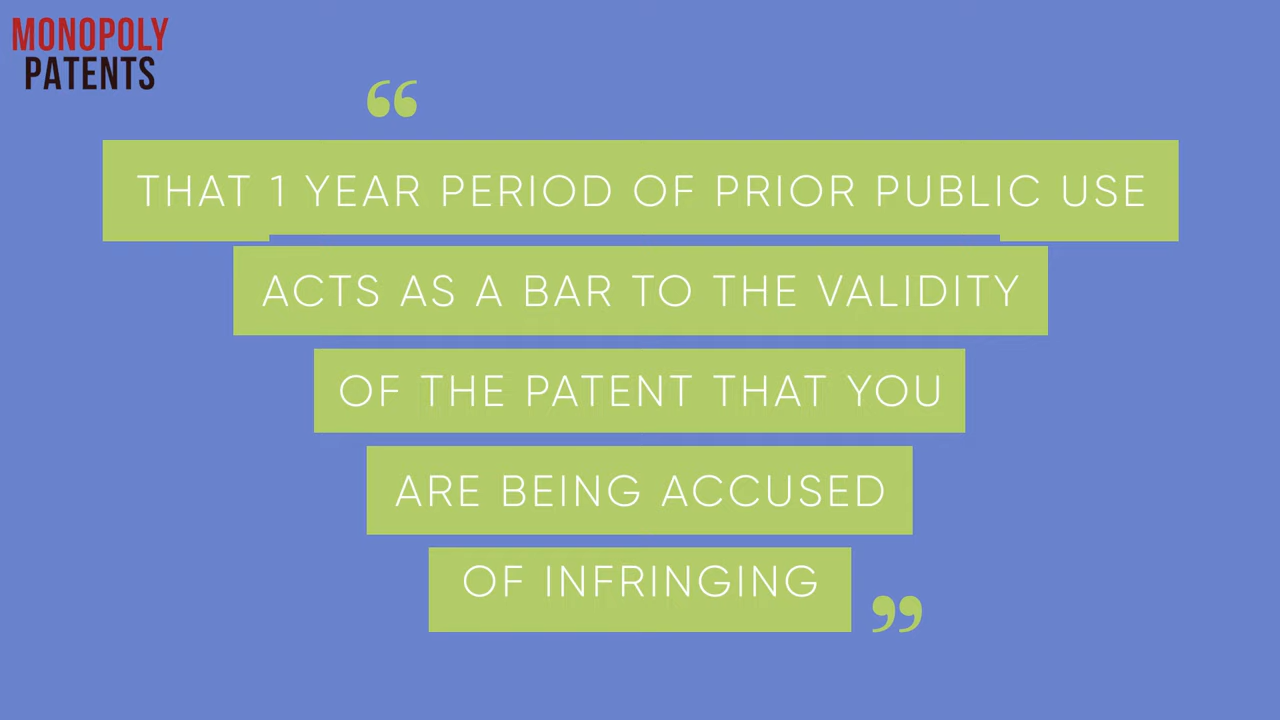 MONOPOLY
PATENTS
“
THAT 1 YEAR PERIOD OF PRIOR PUBLIC USE
ACTS AS A BAR TO THE VALIDITY
OF THE PATENT THAT YOU
ARE BEING ACCUSED
OF INFRINGING
”